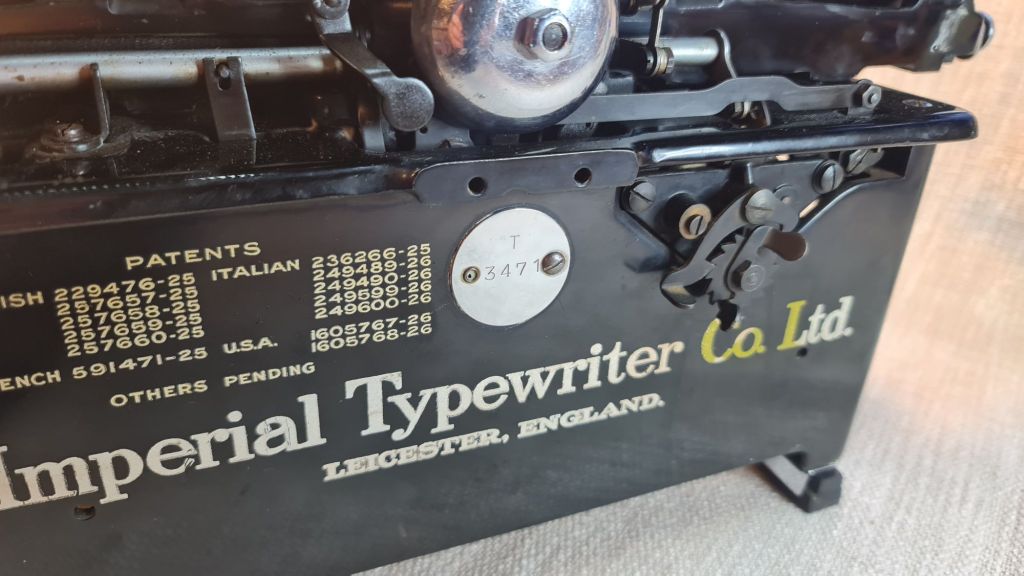 PATENTS
ISH 229476-25 ITALIAN 236266-25
257657-25 249489-26
257658-25 249490-26
257659-25 249590-26
257660-25 249600-26
ENCH 591471-25 U.S.A. 1605767-26
1605768-26
OTHERS PENDING
T
3471
Imperial Typewriter Co. Ltd.
LEICESTER, ENGLAND.